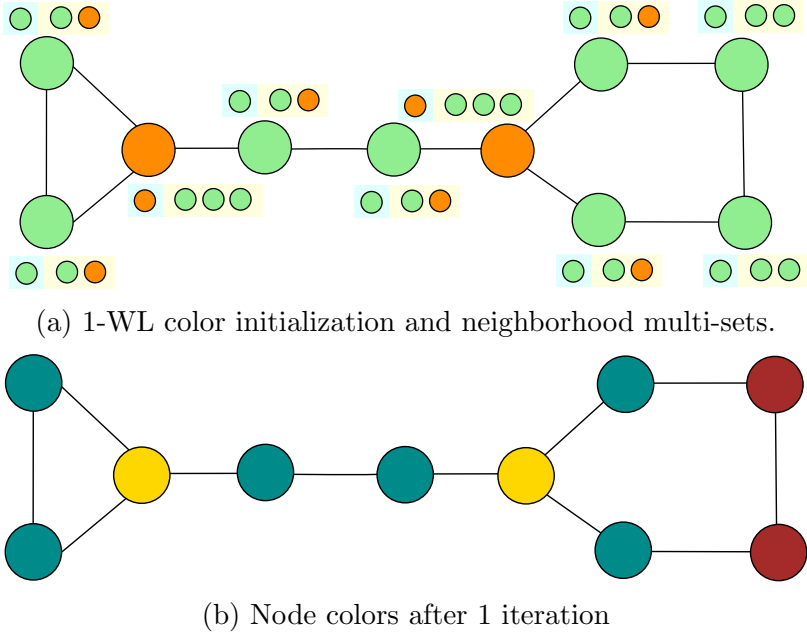 (a) 1-WL color initialization and neighborhood multi-sets.
(b) Node colors after 1 iteration